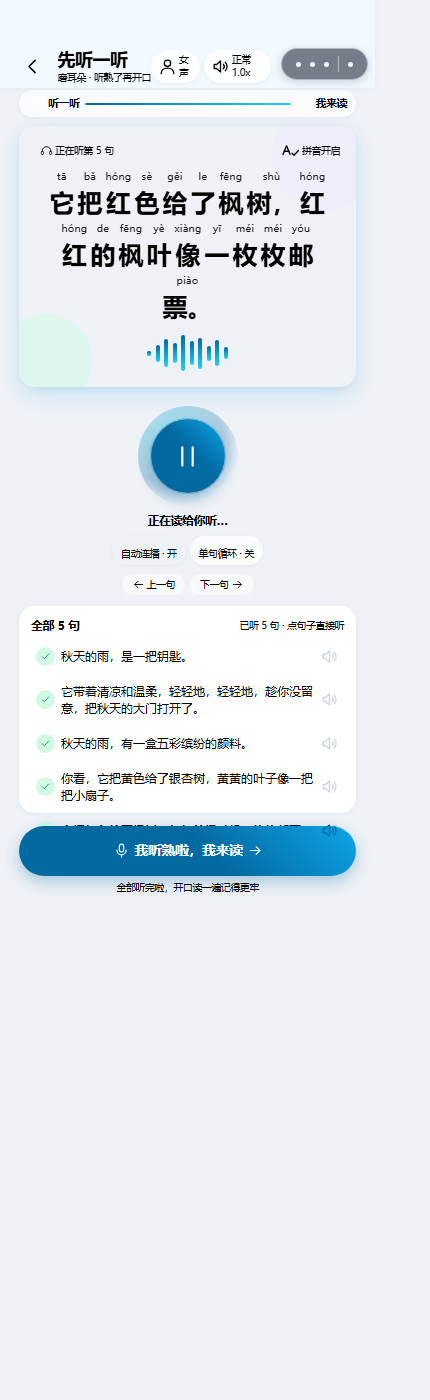 先听一听
磨耳朵 · 听熟了再开口
女声
正常
1.0x
听一听
我来读
正在听第 5 句
拼音开启
tā bǎ hóng sè gěi le fēng shù hóng
它把红色给了枫树，红
hóng de fēng yè xiàng yī méi méi yóu
红的枫叶像一枚枚邮
piào
票。
正在读给你听...
自动连播 · 开
单句循环 · 关
← 上一句
下一句 →
全部 5 句
已听 5 句 · 点句子直接听
秋天的雨，是一把钥匙。
它带着清凉和温柔，轻轻地，轻轻地，趁你没留
意，把秋天的大门打开了。
秋天的雨，有一盒五彩缤纷的颜料。
你看，它把黄色给了银杏树，黄黄的叶子像一把
把小扇子。
我听熟啦，我来读 →
全部听完啦，开口读一遍记得更牢